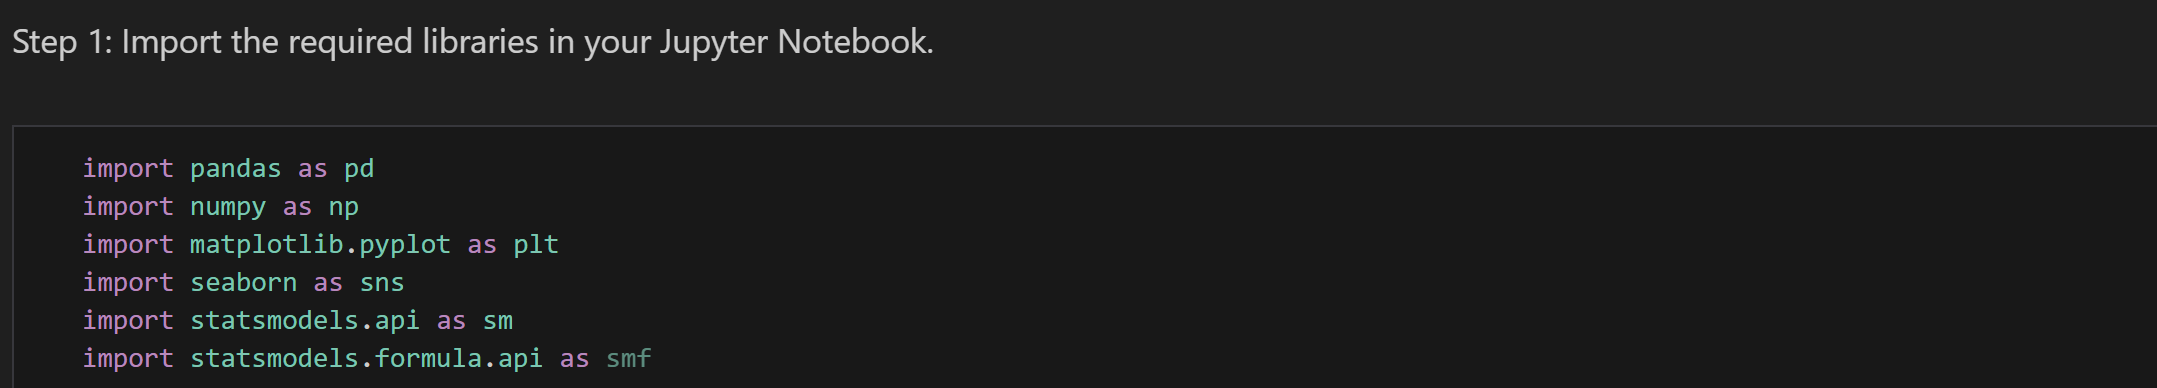 Step 1: Import the required libraries in your Jupyter Notebook.
import pandas as pd
import numpy as np
import matplotlib.pyplot as plt
import seaborn as sns
import statsmodels.api as sm
import statsmodels.formula.api as smf